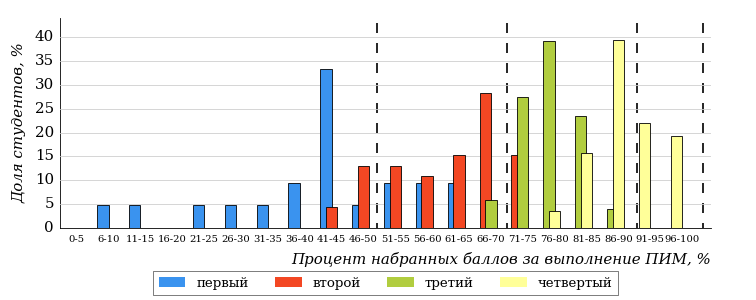 Доля студентов, %
40
35
30
25
20
15
10
5
0
0-5 6-10 11-15 16-20 21-25 26-30 31-35 36-40 41-45 46-50 51-55 56-60 61-65 66-70 71-75 76-80 81-85 86-90 91-95 96-100
Процент набранных баллов за выполнение ПИМ, %
первый второй третий четвертый